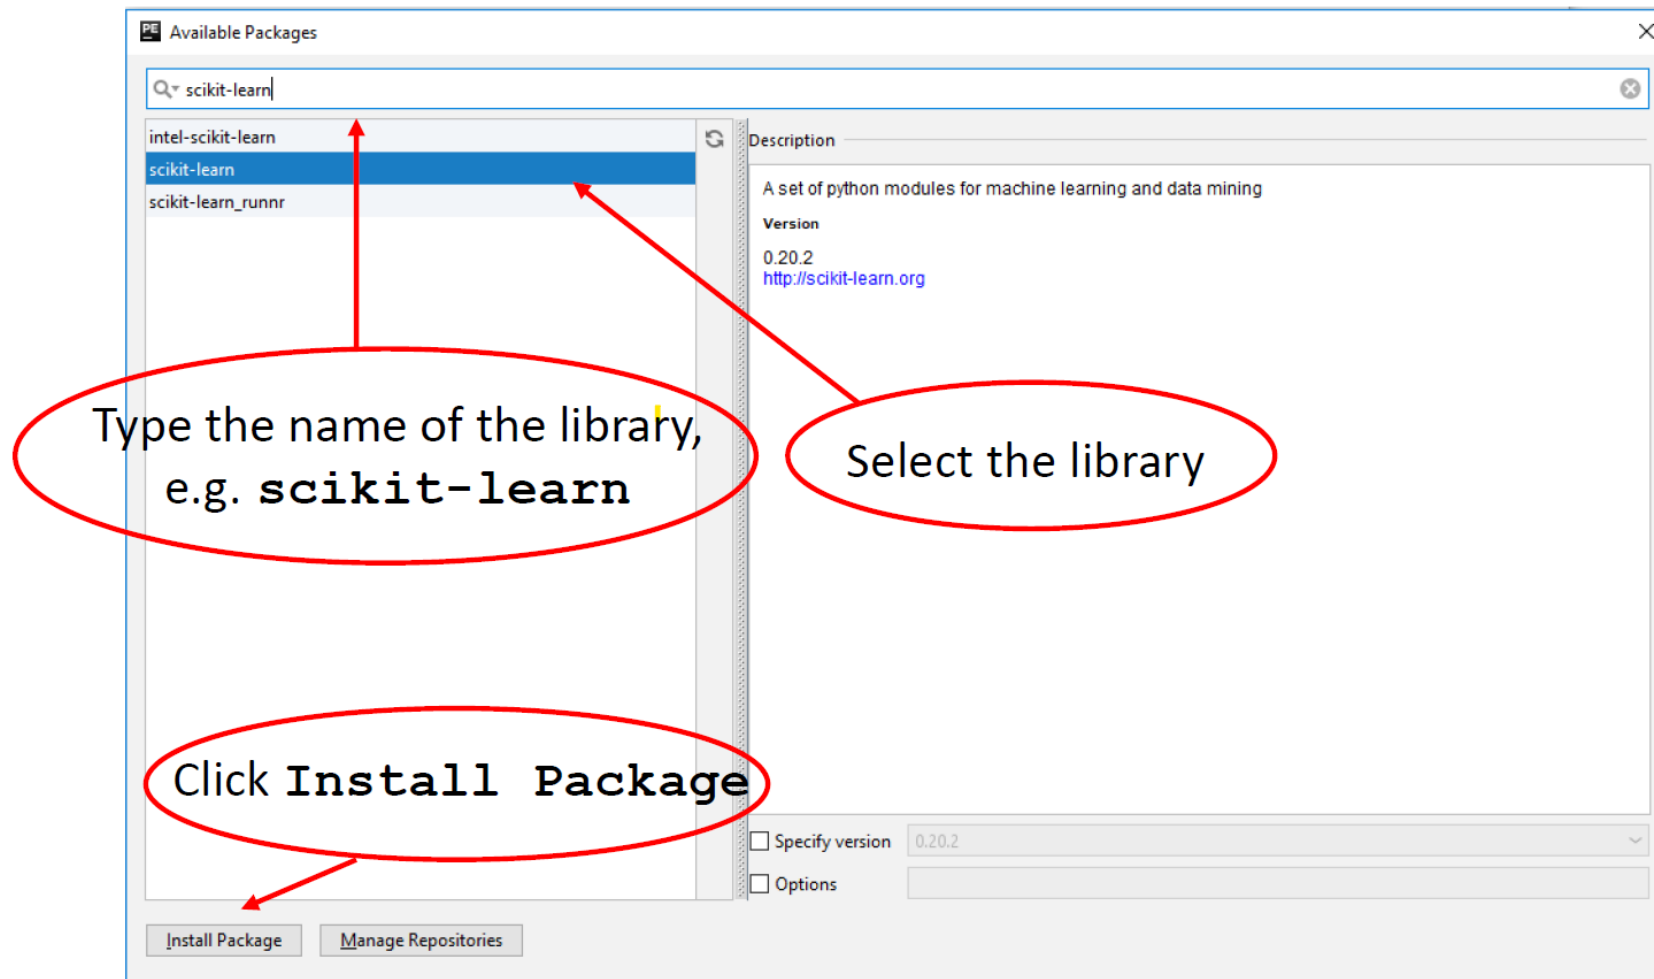 PE Available Packages
scikit-learn
intel-scikit-learn
scikit-learn
scikit-learn_runnr
Description
A set of python modules for machine learning and data mining
Version
0.20.2
http://scikit-learn.org
Type the name of the library,
e.g. scikit-learn
Select the library
Click Install Package
Specify version 0.20.2
Options
Install Package Manage Repositories